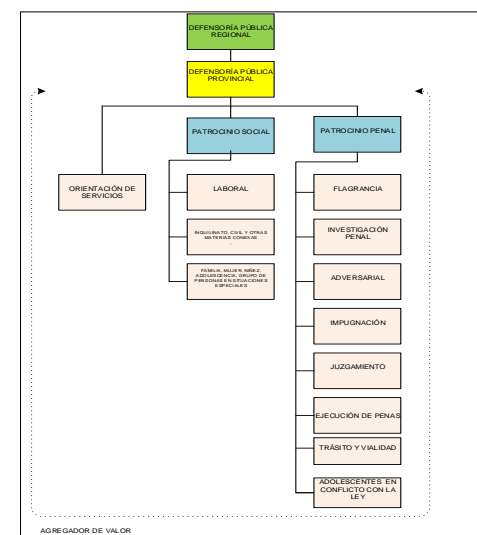 DEFENSORÍA PÚBLICA
REGIONAL
DEFENSORÍA PÚBLICA
PROVINCIAL
PATROCINIO SOCIAL
PATROCINIO PENAL
ORIENTACIÓN DE
SERVICIOS
LABORAL
INQUILINATO, CIVIL Y OTRAS
MATERIAS CONEXAS
.
FAMILIA, MUJER, NIÑEZ,
ADOLESCENCIA, GRUPO DE
PERSONAS EN SITUACIONES
ESPECIALES
FLAGRANCIA
INVESTIGACIÓN
PENAL
ADVERSARIAL
IMPUGNACIÓN
JUZGAMIENTO
EJECUCIÓN DE PENAS
TRÁSITO Y VIALIDAD
ADOLESCENTES EN
CONFLICTO CON LA
LEY
AGREGADOR DE VALOR